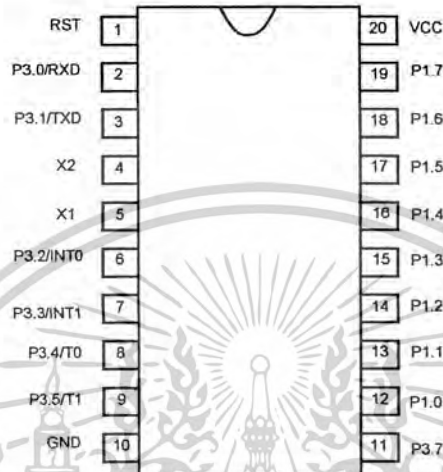 RST 1 20 VCC
P3.0/RXD 2 19 P1.7
P3.1/TXD 3 18 P1.6
X2 4 17 P1.5
X1 5 16 P1.4
P3.2/INT0 6 15 P1.3
P3.3/INT1 7 14 P1.2
P3.4/T0 8 13 P1.1
P3.5/T1 9 12 P1.0
GND 10 11 P3.7